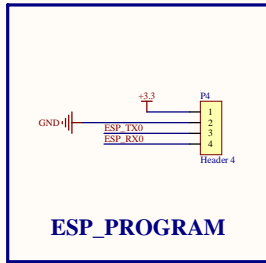 P4
+3.3
1
GND
2
ESP_TX0
3
ESP_RX0
4
Header 4
ESP_PROGRAM